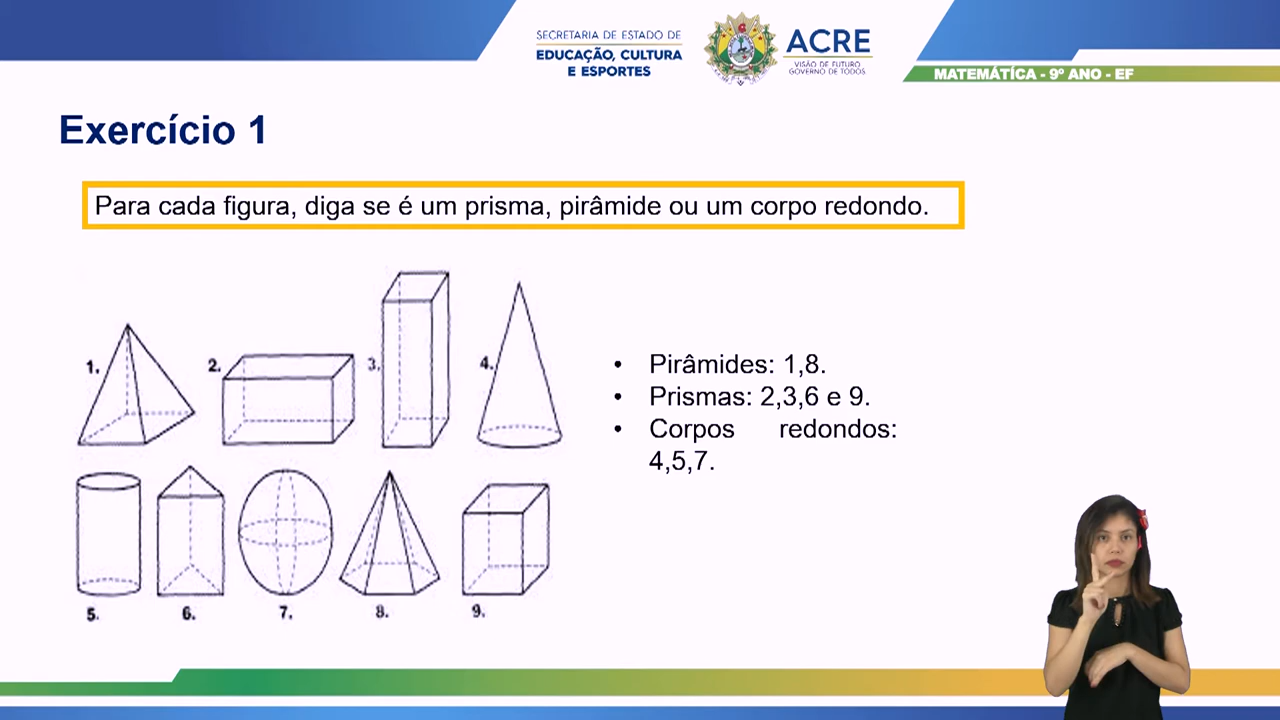 SECRETARIA DE ESTADO DE
EDUCAÇÃO, CULTURA
E ESPORTES
ACRE
VISÃO DE FUTURO
GOVERNO DE TODOS
MATEMÁTÍCA - 9º ANO - EF
Exercício 1
Para cada figura, diga se é um prisma, pirâmide ou um corpo redondo.
1.
2.
3.
4.
• Pirâmides: 1,8.
• Prismas: 2,3,6 e 9.
• Corpos redondos:
4,5,7.
5.
6.
7.
8.
9.